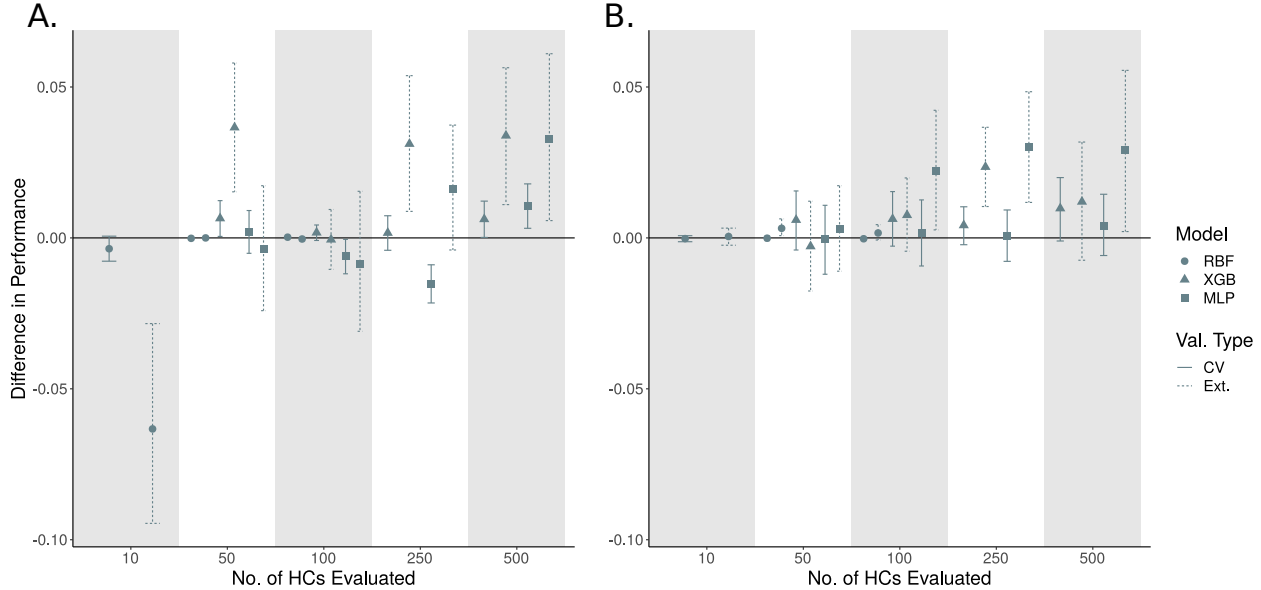 A.
B.
Difference in Performance
0.05
0.00
-0.05
-0.10
10
50
100
250
500
No. of HCs Evaluated
0.05
0.00
-0.05
-0.10
10
50
100
250
500
No. of HCs Evaluated
Model
RBF
XGB
MLP
Val. Type
CV
Ext.